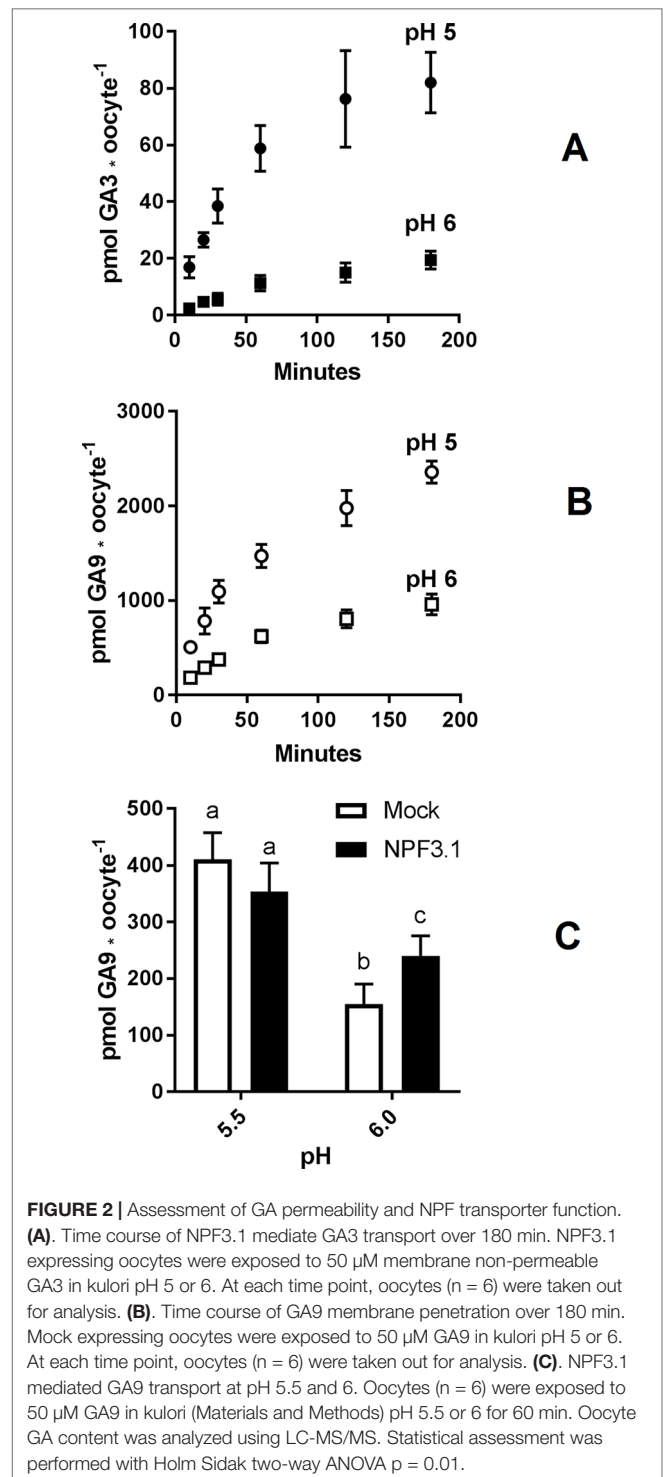 100
80
60
40
20
0
pmol GA3 * oocyte-1
pH 5
pH 6
A
0 50 100 150 200
Minutes
3000
2000
1000
0
pmol GA9 * oocyte-1
pH 5
pH 6
B
0 50 100 150 200
Minutes
500
400
300
200
100
0
pmol GA9 * oocyte-1
a
a
b
c
Mock
NPF3.1
C
5.5 6.0
pH
FIGURE 2 | Assessment of GA permeability and NPF transporter function.
(A). Time course of NPF3.1 mediate GA3 transport over 180 min. NPF3.1
expressing oocytes were exposed to 50 µM membrane non-permeable
GA3 in kulori pH 5 or 6. At each time point, oocytes (n = 6) were taken out
for analysis. (B). Time course of GA9 membrane penetration over 180 min.
Mock expressing oocytes were exposed to 50 µM GA9 in kulori pH 5 or 6.
At each time point, oocytes (n = 6) were taken out for analysis. (C). NPF3.1
mediated GA9 transport at pH 5.5 and 6. Oocytes (n = 6) were exposed to
50 µM GA9 in kulori (Materials and Methods) pH 5.5 or 6 for 60 min. Oocyte
GA content was analyzed using LC-MS/MS. Statistical assessment was
performed with Holm Sidak two-way ANOVA p = 0.01.